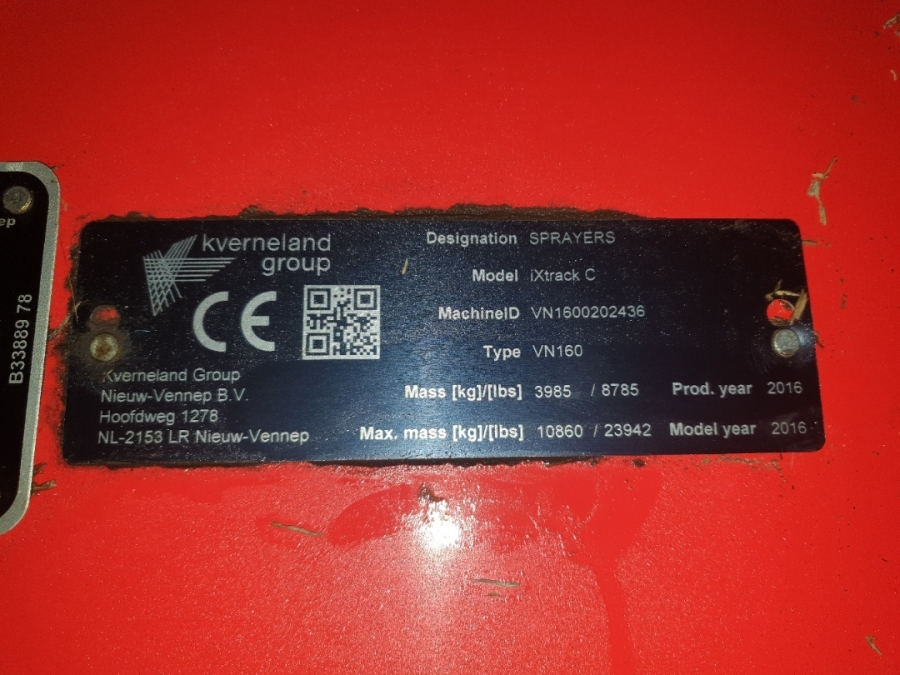 kverneland
group
CE
Kverneland Group
Nieuw-Vennep B.V.
Hoofdweg 1278
NL-2153 LR Nieuw-Vennep
Designation SPRAYERS
Model iXtrack C
MachineID VN1600202436
Type VN160
Mass [kg]/[lbs] 3985 / 8785 Prod. year 2016
Max. mass [kg]/[lbs] 10860 / 23942 Model year 2016
B33889 78